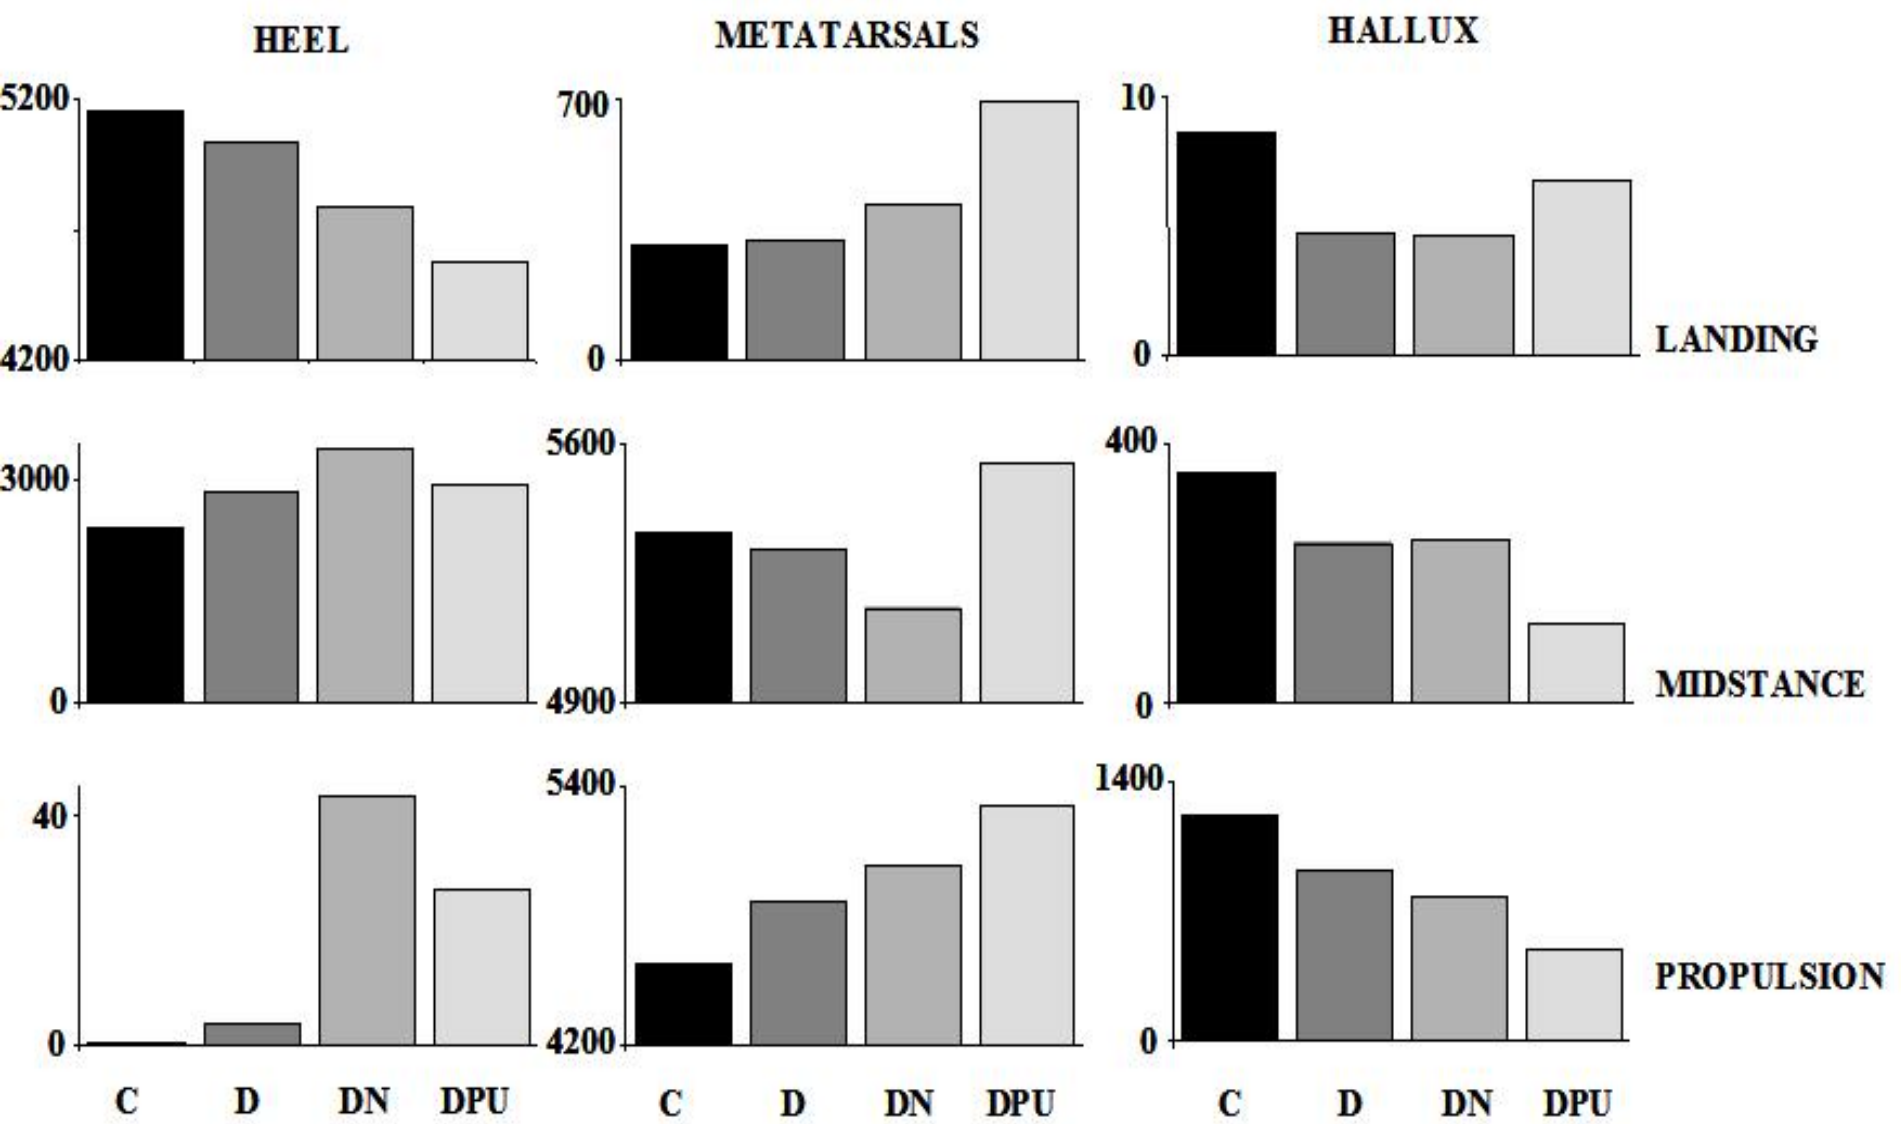 HEEL METATARSALS HALLUX
5200 700 10
4200 0 0 LANDING
3000 5600 400
0 4900 0 MIDSTANCE
40 5400 1400
0 4200 0 PROPULSION
C D DN DPU C D DN DPU C D DN DPU